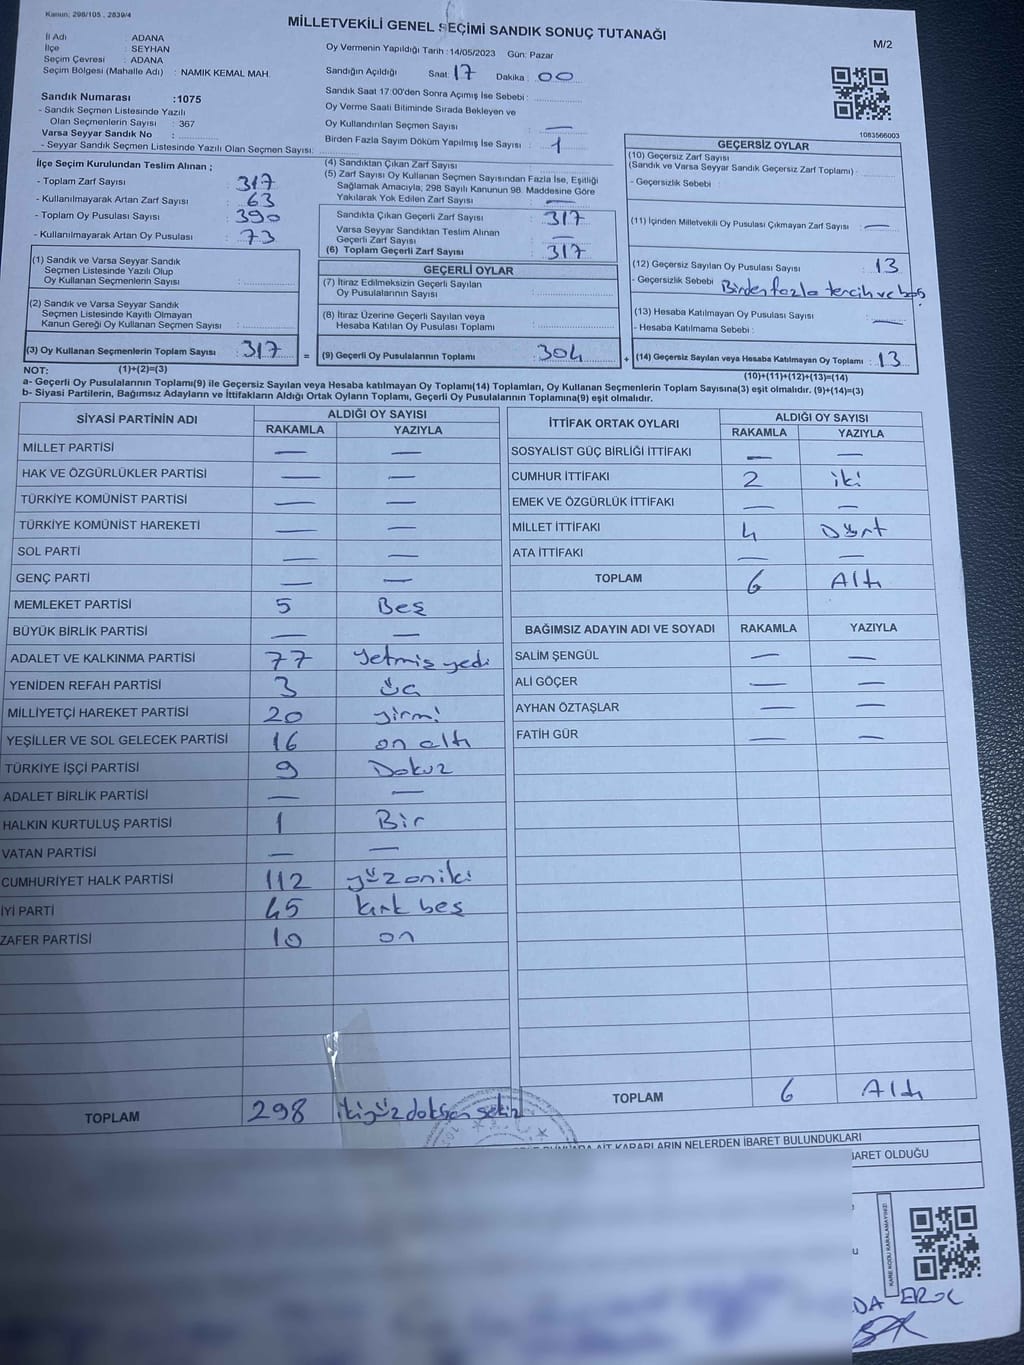 Kanun: 298/105 , 2839/4
MİLLETVEKİLİ GENEL SEÇİMİ SANDIK SONUÇ TUTANAĞI
M/2
İl Adı : ADANA
İlçe : SEYHAN
Seçim Çevresi : ADANA
Seçim Bölgesi (Mahalle Adı) : NAMIK KEMAL MAH.
Oy Vermenin Yapıldığı Tarih : 14/05/2023 Gün: Pazar
Sandığın Açıldığı Saat: 17 Dakika : 00
Sandık Saat 17:00'den Sonra Açımış İse Sebebi :
Oy Verme Saati Bitiminde Sırada Bekleyen ve
Oy Kullandırılan Seçmen Sayısı : —
Birden Fazla Sayım Döküm Yapılmış İse Sayısı : 1
Sandık Numarası :1075
- Sandık Seçmen Listesinde Yazılı
Olan Seçmenlerin Sayısı : 367
Varsa Seyyar Sandık No :
- Seyyar Sandık Seçmen Listesinde Yazılı Olan Seçmen Sayısı:
1083566003
İlçe Seçim Kurulundan Teslim Alınan ;
- Toplam Zarf Sayısı : 317
- Kullanılmayarak Artan Zarf Sayısı : 63
- Toplam Oy Pusulası Sayısı : 390
- Kullanılmayarak Artan Oy Pusulası : 73
(1) Sandık ve Varsa Seyyar Sandık
Seçmen Listesinde Yazılı Olup
Oy Kullanan Seçmenlerin Sayısı :
(2) Sandık ve Varsa Seyyar Sandık
Seçmen Listesinde Kayıtlı Olmayan
Kanun Gereği Oy Kullanan Seçmen Sayısı :
(3) Oy Kullanan Seçmenlerin Toplam Sayısı : 317
(1)+(2)=(3)
(4) Sandıktan Çıkan Zarf Sayısı
(5) Zarf Sayısı Oy Kullanan Seçmen Sayısından Fazla İse, Eşitliği
Sağlamak Amacıyla; 298 Sayılı Kanunun 98. Maddesine Göre
Yakılarak Yok Edilen Zarf Sayısı : —
Sandıkta Çıkan Geçerli Zarf Sayısı : 317
Varsa Seyyar Sandıktan Teslim Alınan
Geçerli Zarf Sayısı : —
(6) Toplam Geçerli Zarf Sayısı : 317
GEÇERLİ OYLAR
(7) İtiraz Edilmeksizin Geçerli Sayılan
Oy Pusulalarının Sayısı :
(8) İtiraz Üzerine Geçerli Sayılan veya
Hesaba Katılan Oy Pusulası Toplamı :
= (9) Geçerli Oy Pusulalarının Toplamı : 304
GEÇERSİZ OYLAR
(10) Geçersiz Zarf Sayısı
(Sandık ve Varsa Seyyar Sandık Geçersiz Zarf Toplamı) :
- Geçersizlik Sebebi :
(11) İçinden Milletvekili Oy Pusulası Çıkmayan Zarf Sayısı : —
(12) Geçersiz Sayılan Oy Pusulası Sayısı : 13
- Geçersizlik Sebebi : Birden fazla tercih ve boş
(13) Hesaba Katılmayan Oy Pusulası Sayısı : —
- Hesaba Katılmama Sebebi :
+ (14) Geçersiz Sayılan veya Hesaba Katılmayan Oy Toplamı : 13
(10)+(11)+(12)+(13)=(14)
NOT:
a- Geçerli Oy Pusulalarının Toplamı(9) ile Geçersiz Sayılan veya Hesaba katılmayan Oy Toplamı(14) Toplamları, Oy Kullanan Seçmenlerin Toplam Sayısına(3) eşit olmalıdır. (9)+(14)=(3)
b- Siyasi Partilerin, Bağımsız Adayların ve İttifakların Aldığı Ortak Oyların Toplamı, Geçerli Oy Pusulalarının Toplamına(9) eşit olmalıdır.
SİYASİ PARTİNİN ADI ALDIĞI OY SAYISI
RAKAMLA YAZIYLA
MİLLET PARTİSİ — —
HAK VE ÖZGÜRLÜKLER PARTİSİ — —
TÜRKİYE KOMÜNİST PARTİSİ — —
TÜRKİYE KOMÜNİST HAREKETİ — —
SOL PARTİ — —
GENÇ PARTİ — —
MEMLEKET PARTİSİ 5 Beş
BÜYÜK BİRLİK PARTİSİ — —
ADALET VE KALKINMA PARTİSİ 77 Yetmiş yedi
YENİDEN REFAH PARTİSİ 3 üç
MİLLİYETÇİ HAREKET PARTİSİ 20 yirmi
YEŞİLLER VE SOL GELECEK PARTİSİ 16 on altı
TÜRKİYE İŞÇİ PARTİSİ 9 Dokuz
ADALET BİRLİK PARTİSİ — —
HALKIN KURTULUŞ PARTİSİ 1 Bir
VATAN PARTİSİ — —
CUMHURİYET HALK PARTİSİ 112 yüz oniki
İYİ PARTİ 45 kırk beş
ZAFER PARTİSİ 10 on
TOPLAM 298 ikiyüz doksan sekiz
İTTİFAK ORTAK OYLARI ALDIĞI OY SAYISI
RAKAMLA YAZIYLA
SOSYALİST GÜÇ BİRLİĞİ İTTİFAKI — —
CUMHUR İTTİFAKI 2 iki
EMEK VE ÖZGÜRLÜK İTTİFAKI — —
MİLLET İTTİFAKI 4 Dört
ATA İTTİFAKI — —
TOPLAM 6 Altı
BAĞIMSIZ ADAYIN ADI VE SOYADI RAKAMLA YAZIYLA
SALİM ŞENGÜL — —
ALİ GÖÇER — —
AYHAN ÖZTAŞLAR — —
FATİH GÜR — —
TOPLAM 6 Altı
AİT KARARLARIN NELERDEN İBARET BULUNDUKLARI
BARET OLDUĞU
KARE KODU KARALAMAYINIZ!